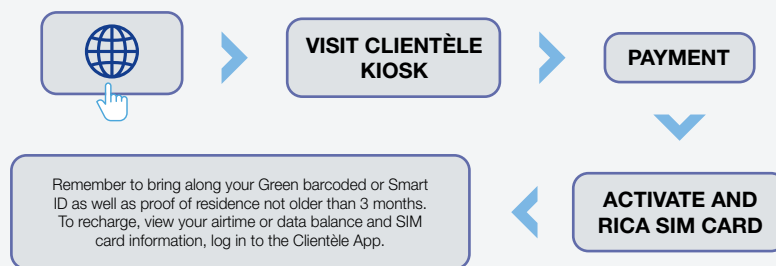 VISIT CLIENTÈLE
KIOSK
PAYMENT
ACTIVATE AND
RICA SIM CARD
Remember to bring along your Green barcoded or Smart
ID as well as proof of residence not older than 3 months.
To recharge, view your airtime or data balance and SIM
card information, log in to the Clientèle App.